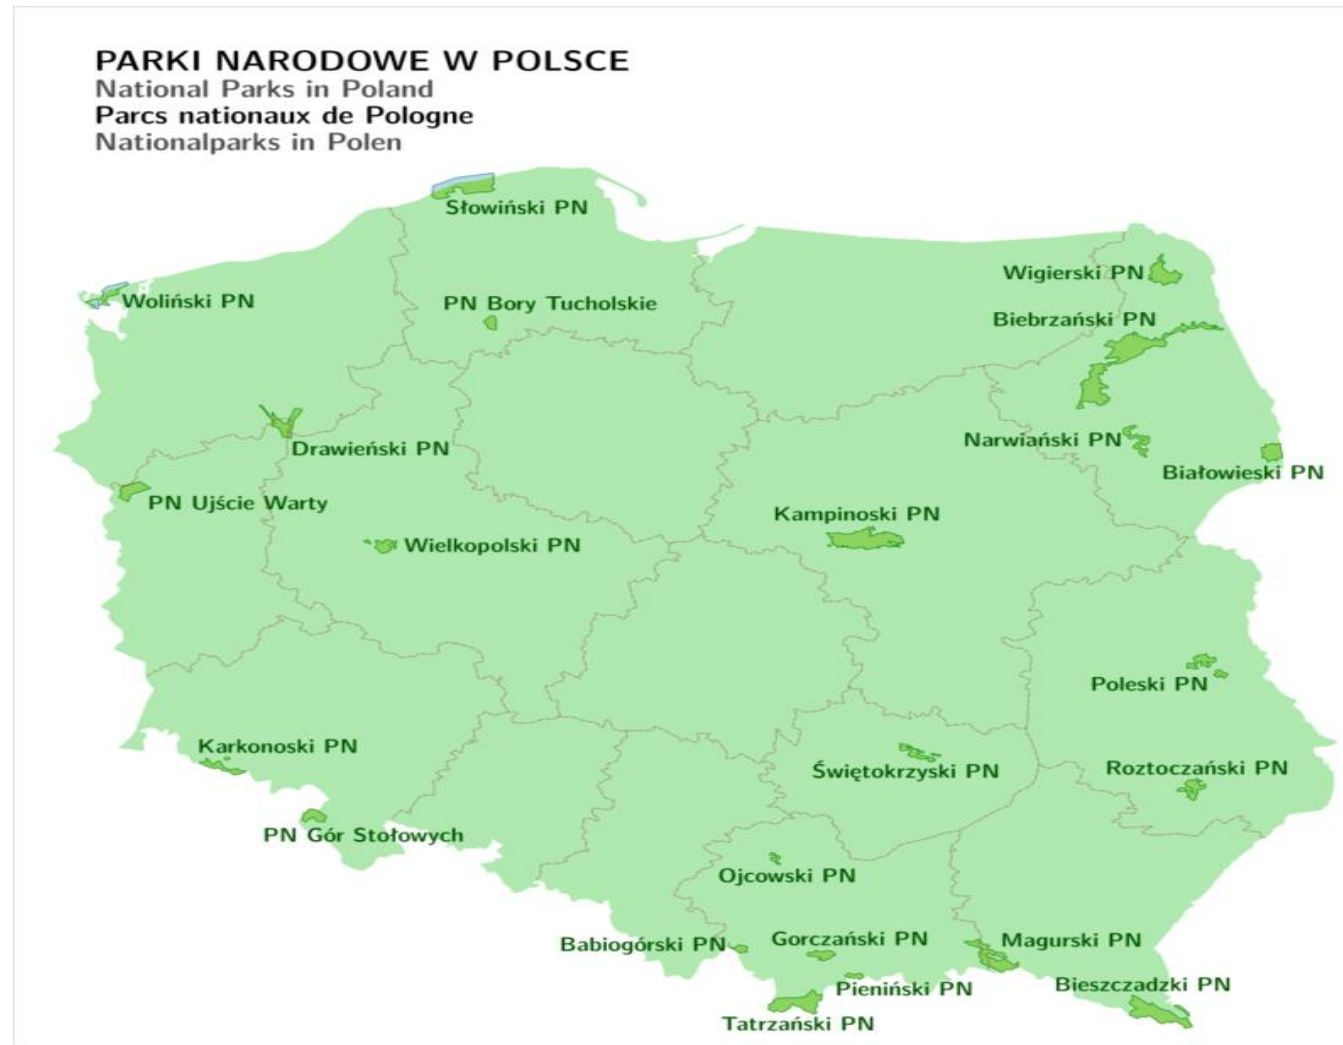 PARKI NARODOWE W POLSCE
National Parks in Poland
Parcs nationaux de Pologne
Nationalparks in Polen
Słowiński PN
Wigierski PN
Woliński PN
PN Bory Tucholskie
Biebrzański PN
Narwiański PN
Drawieński PN
Białowieski PN
PN Ujście Warty
Kampinoski PN
Wielkopolski PN
Poleski PN
Karkonoski PN
Świętokrzyski PN
Roztoczański PN
PN Gór Stołowych
Ojcowski PN
Babiogórski PN
Gorczański PN
Magurski PN
Pieniński PN
Bieszczadzki PN
Tatrzański PN